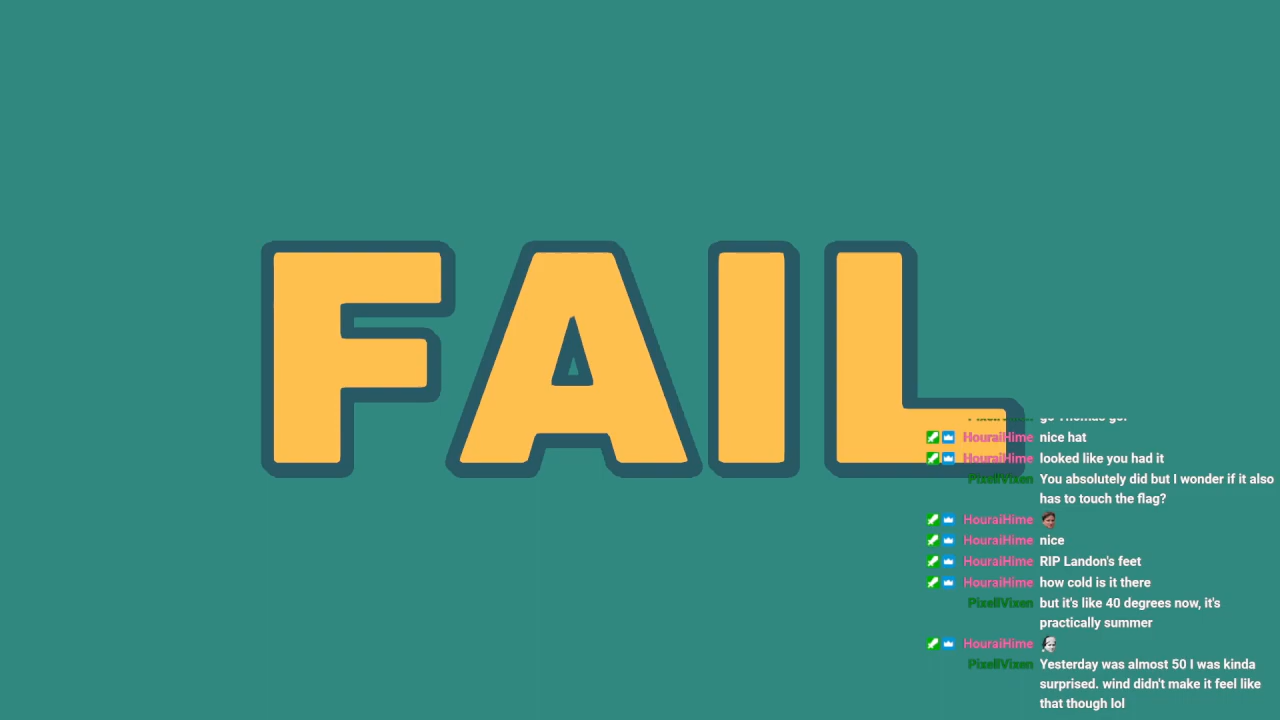 FAIL
HouraiHime nice hat
HouraiHime looked like you had it
PixellVixen You absolutely did but I wonder if it also
has to touch the flag?
HouraiHime
HouraiHime nice
HouraiHime RIP Landon's feet
HouraiHime how cold is it there
PixellVixen but it's like 40 degrees now, it's
practically summer
HouraiHime
PixellVixen Yesterday was almost 50 I was kinda
surprised. wind didn't make it feel like
that though lol